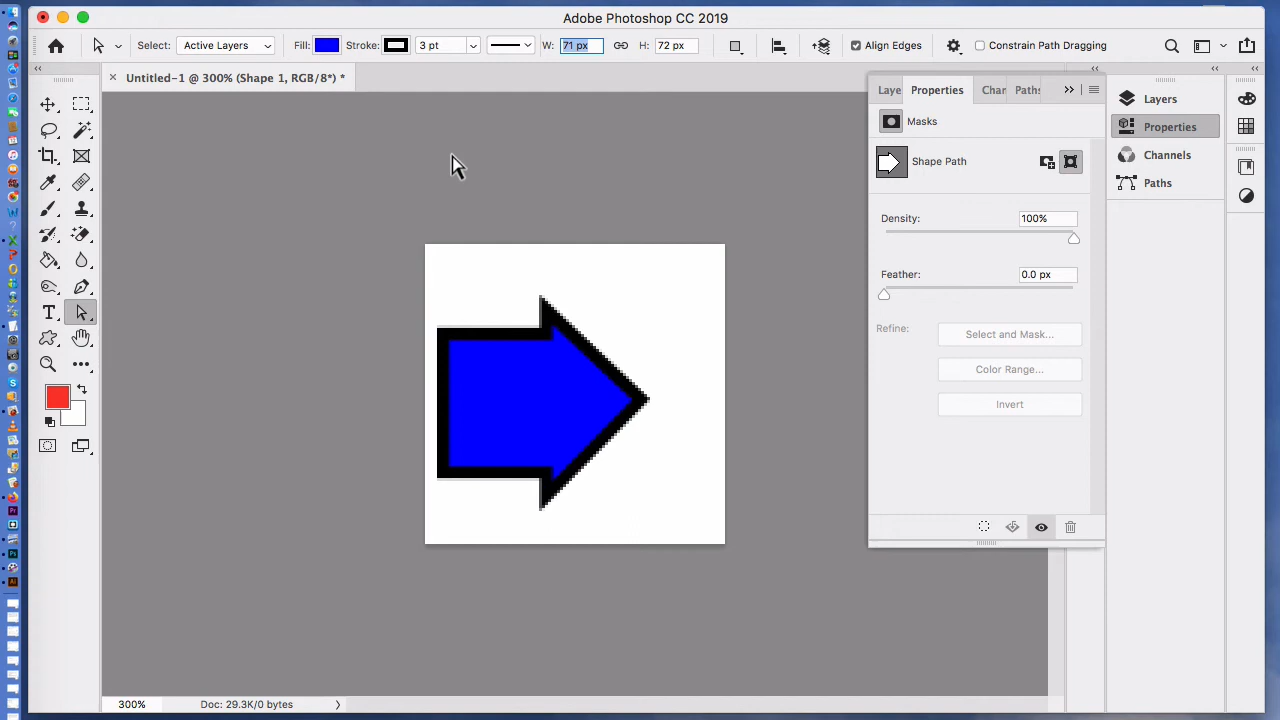 Adobe Photoshop CC 2019
Select: Active Layers Fill: Stroke: 3 pt W: 71 px H: 72 px Align Edges Constrain Path Dragging
Untitled-1 @ 300% (Shape 1, RGB/8*) *
Laye Properties Char Paths
Masks
Shape Path
Density: 100%
Feather: 0.0 px
Refine: Select and Mask...
Color Range...
Invert
Layers
Properties
Channels
Paths
300% Doc: 29.3K/0 bytes